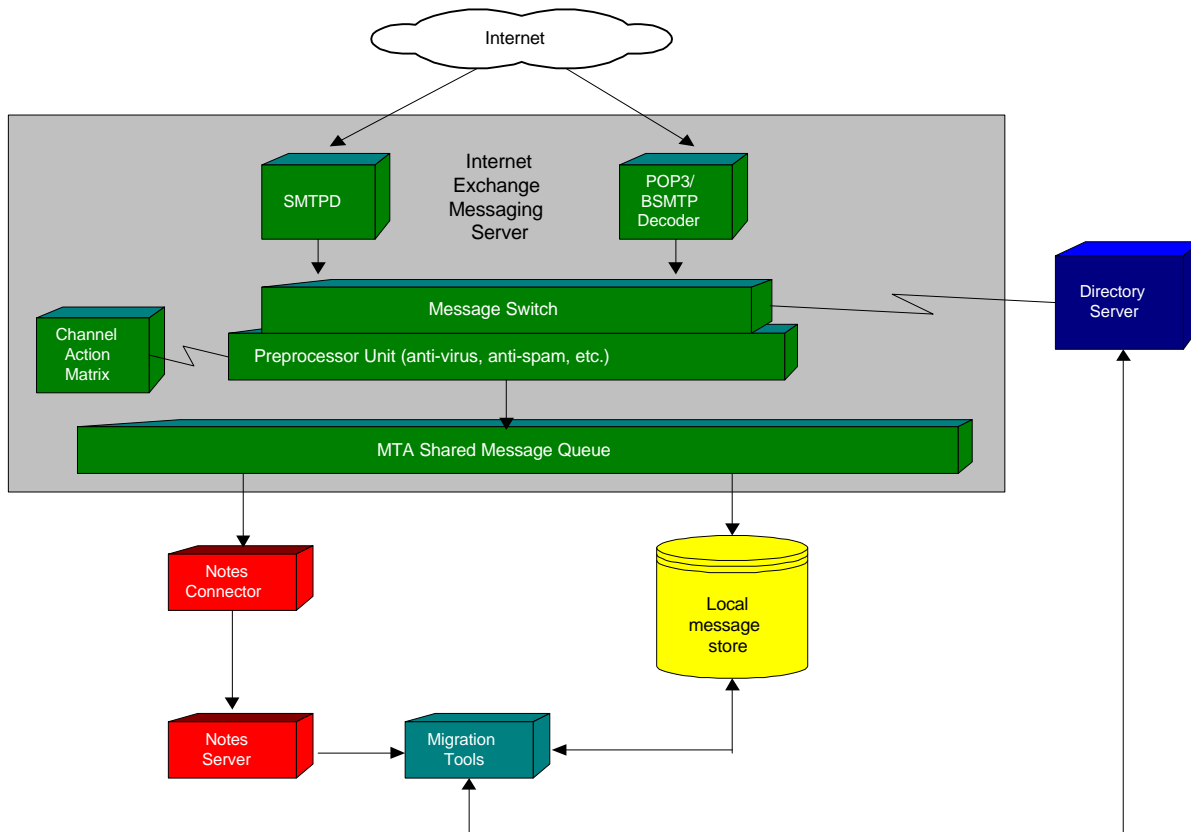 Internet
Internet
Exchange
Messaging
Server
SMTPD
POP3/
BSMTP
Decoder
Message Switch
Directory
Server
Channel
Action
Matrix
Preprocessor Unit (anti-virus, anti-spam, etc.)
MTA Shared Message Queue
Notes
Connector
Local
message
store
Notes
Server
Migration
Tools